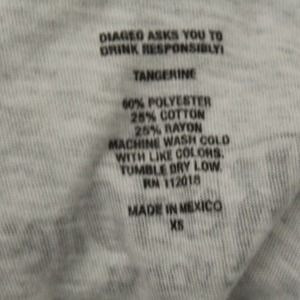 DIAGEO ASKS YOU TO
DRINK RESPONSIBLY!
TANGERINE
50% POLYESTER
25% COTTON
25% RAYON
MACHINE WASH COLD
WITH LIKE COLORS.
TUMBLE DRY LOW.
RN 112018
MADE IN MEXICO
XS